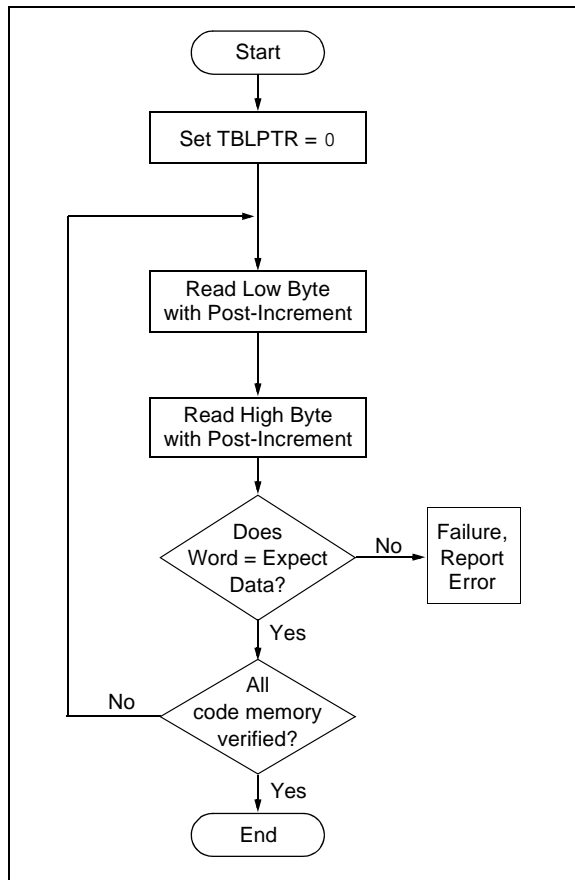 Start
Set TBLPTR = 0
Read Low Byte
with Post-Increment
Read High Byte
with Post-Increment
Does
Word = Expect
Data?
No
Failure,
Report
Error
Yes
All
code memory
verified?
No
Yes
End